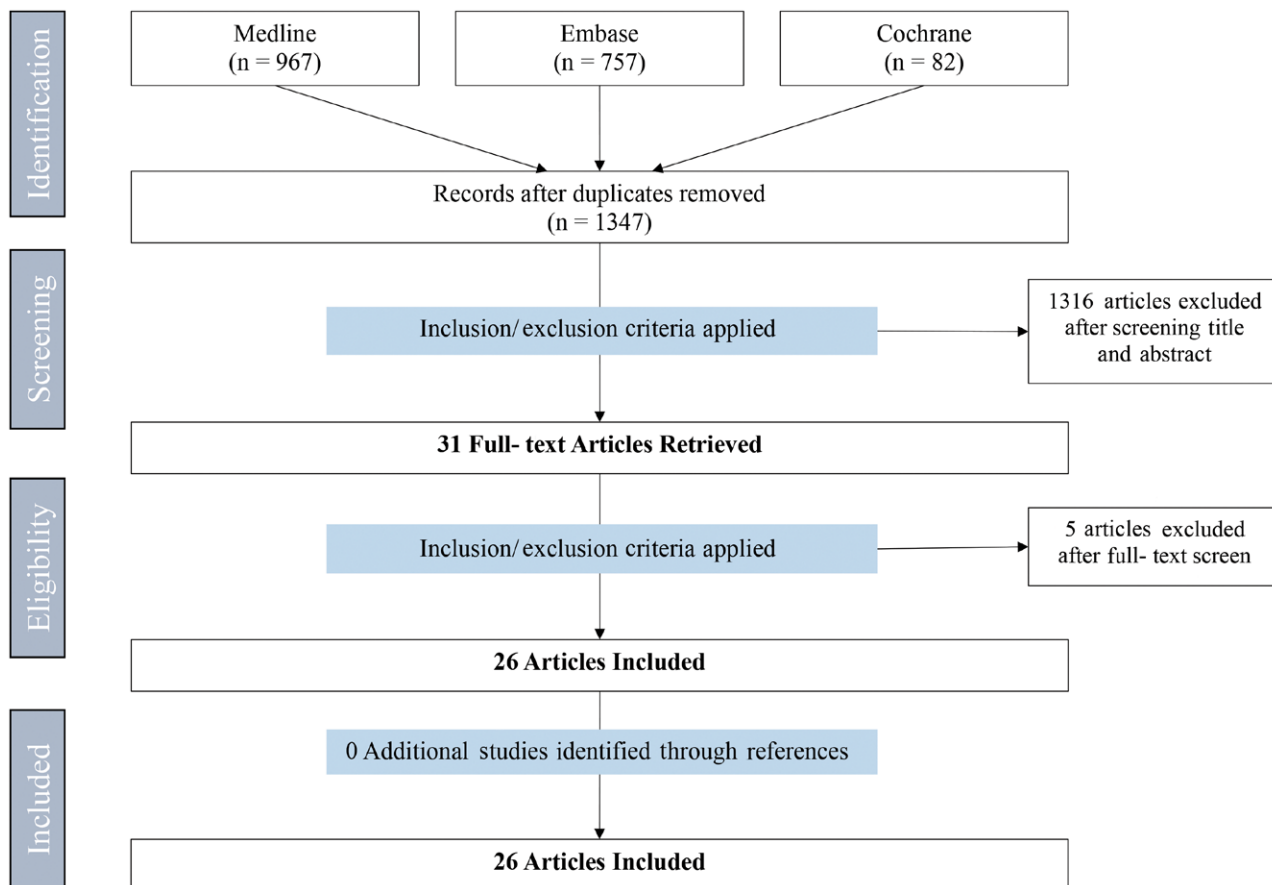 Identification
Medline
(n = 967)
Embase
(n = 757)
Cochrane
(n = 82)
Records after duplicates removed
(n = 1347)
Screening
Inclusion/exclusion criteria applied
1316 articles excluded
after screening title
and abstract
31 Full- text Articles Retrieved
Eligibility
Inclusion/exclusion criteria applied
5 articles excluded
after full- text screen
26 Articles Included
Included
0 Additional studies identified through references
26 Articles Included